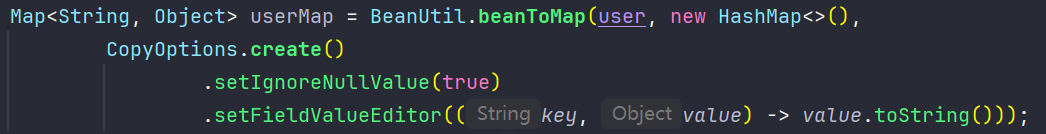 Map<String, Object> userMap = BeanUtil.beanToMap(user, new HashMap<>(),
CopyOptions.create()
.setIgnoreNullValue(true)
.setFieldValueEditor(( String key, Object value) -> value.toString()));